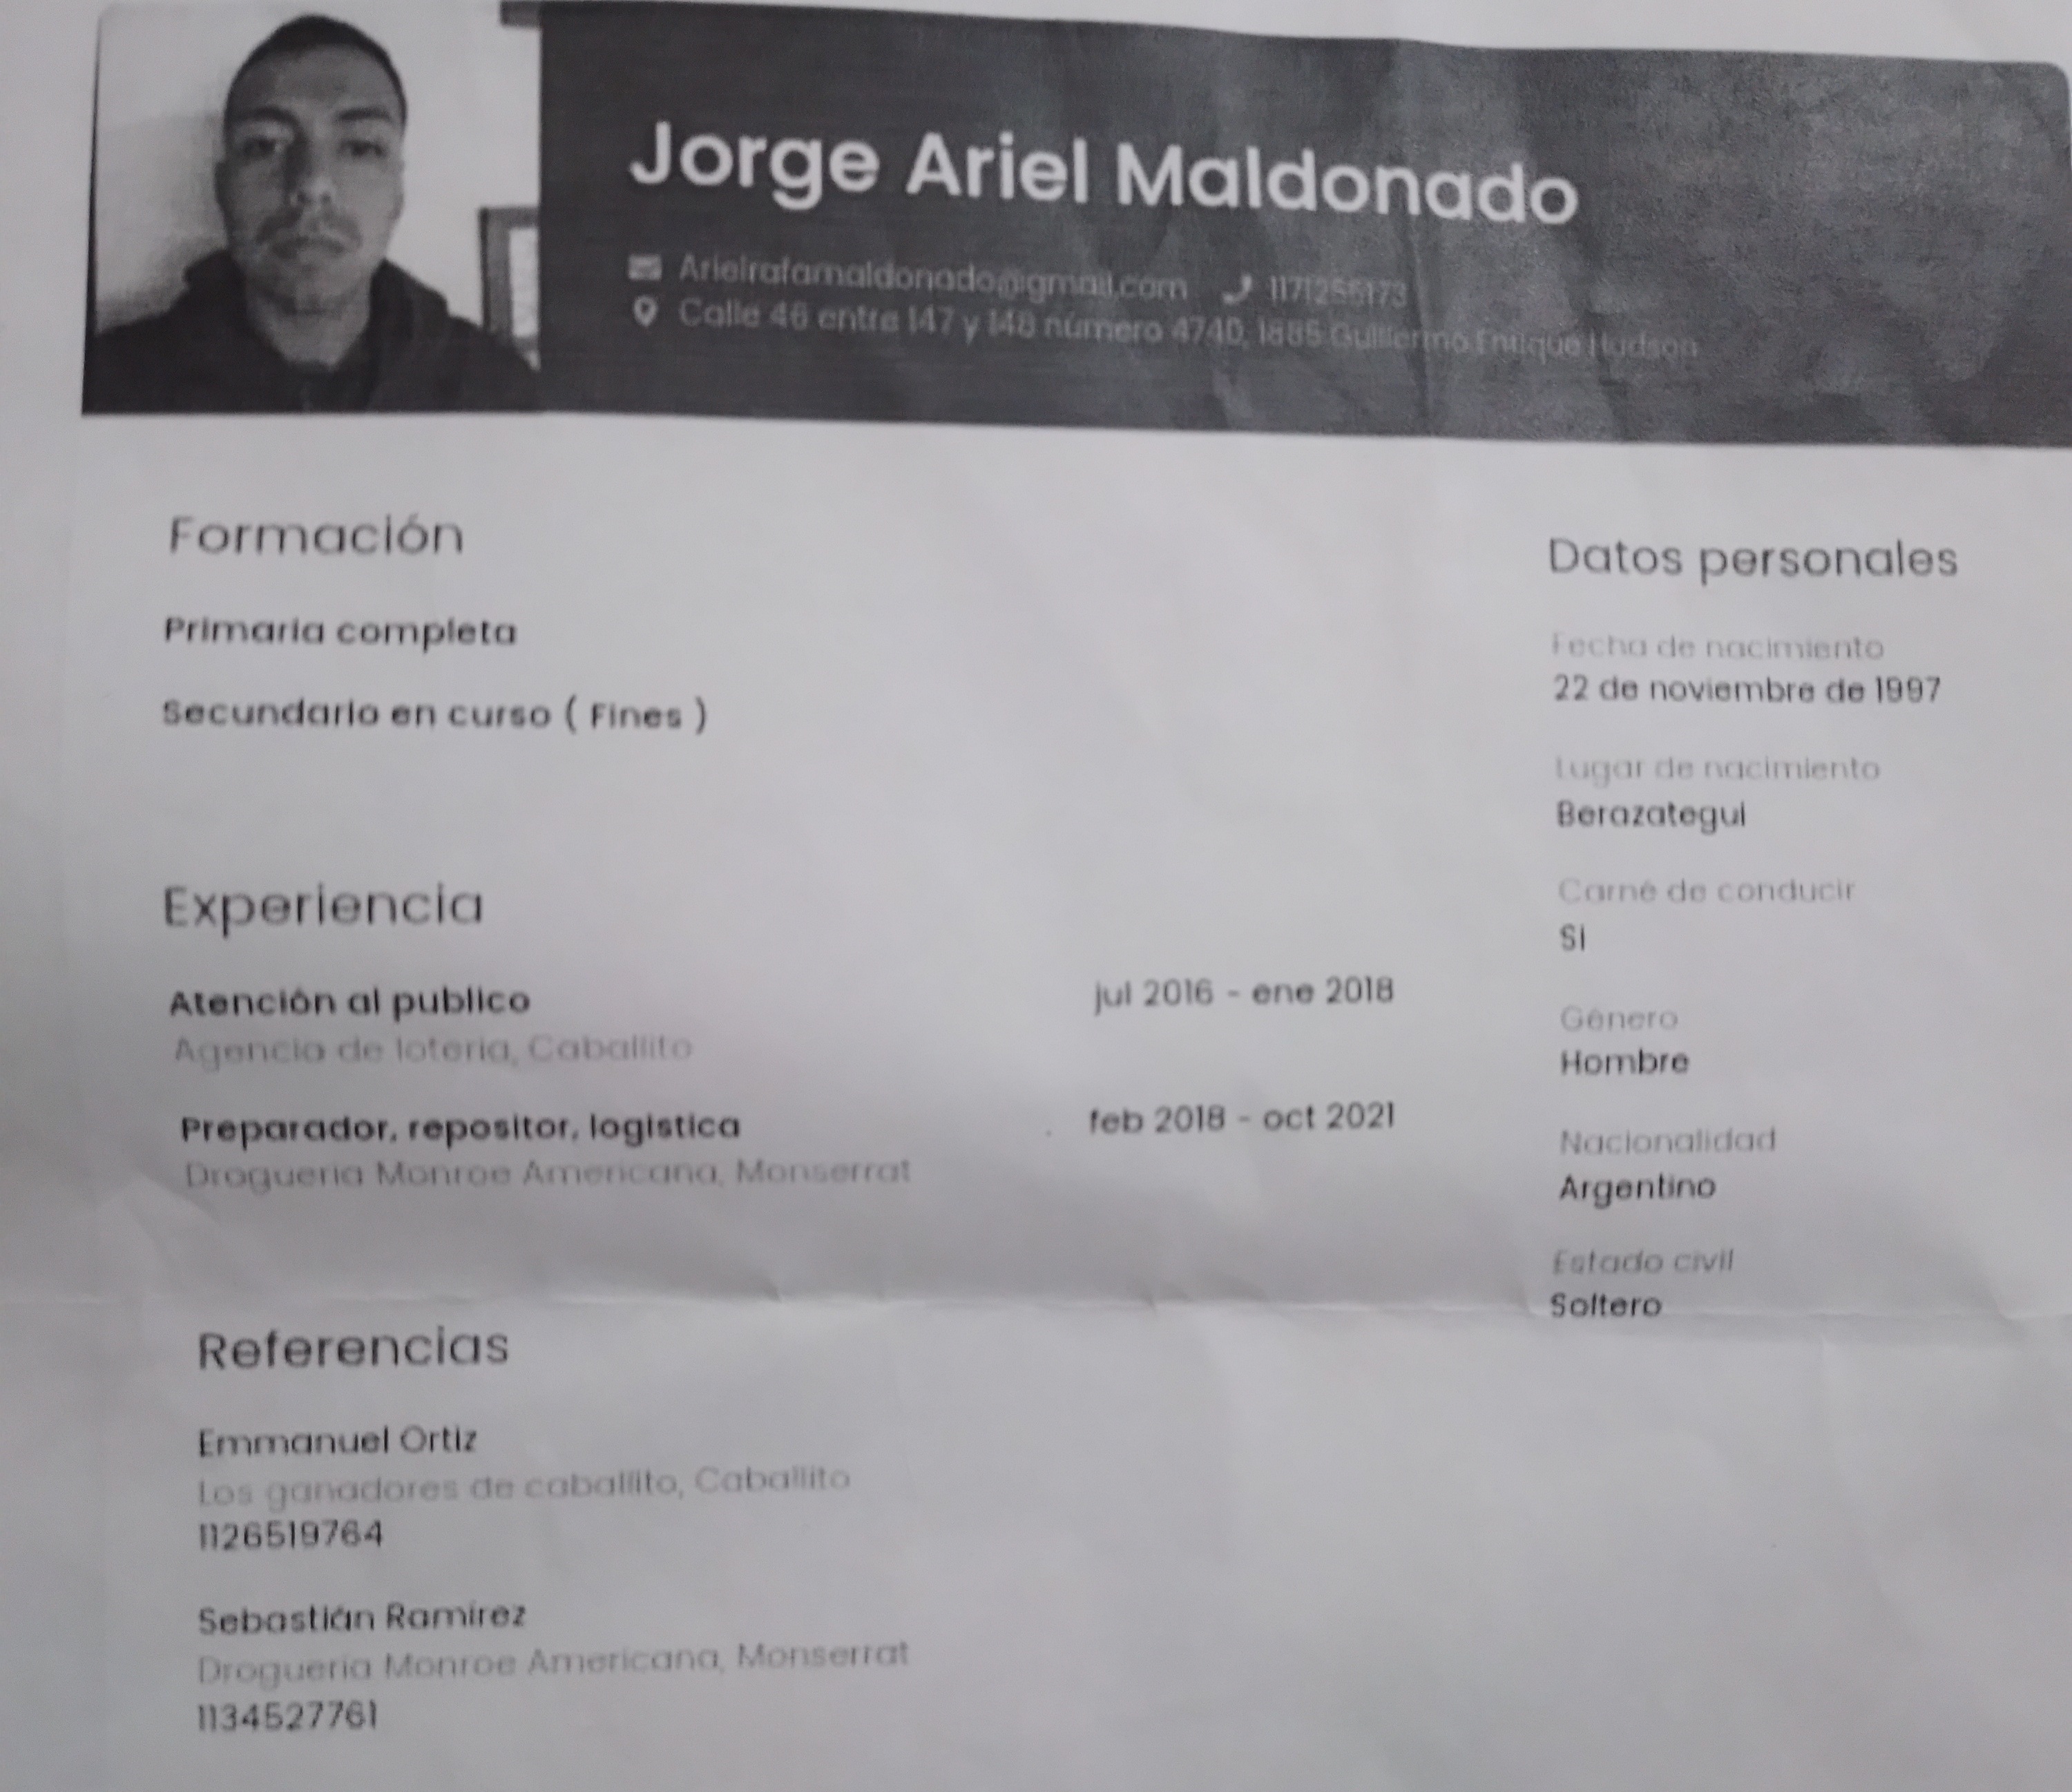 Jorge Ariel Maldonado
Arielrafamaldonado@gmail.com 1171255173
Calle 46 entre 147 y 148 número 4740, 1885 Guillermo Enrique Hudson
Formación
Primaria completa
Secundario en curso ( Fines )
Experiencia
Atención al publico jul 2016 - ene 2018
Agencia de loteria, Caballito
Preparador, repositor, logistica feb 2018 - oct 2021
Drogueria Monroe Americana, Monserrat
Referencias
Emmanuel Ortiz
Los ganadores de caballito, Caballito
1126519764
Sebastián Ramirez
Drogueria Monroe Americana, Monserrat
1134527761
Datos personales
Fecha de nacimiento
22 de noviembre de 1997
Lugar de nacimiento
Berazategui
Carné de conducir
Si
Género
Hombre
Nacionalidad
Argentino
Estado civil
Soltero